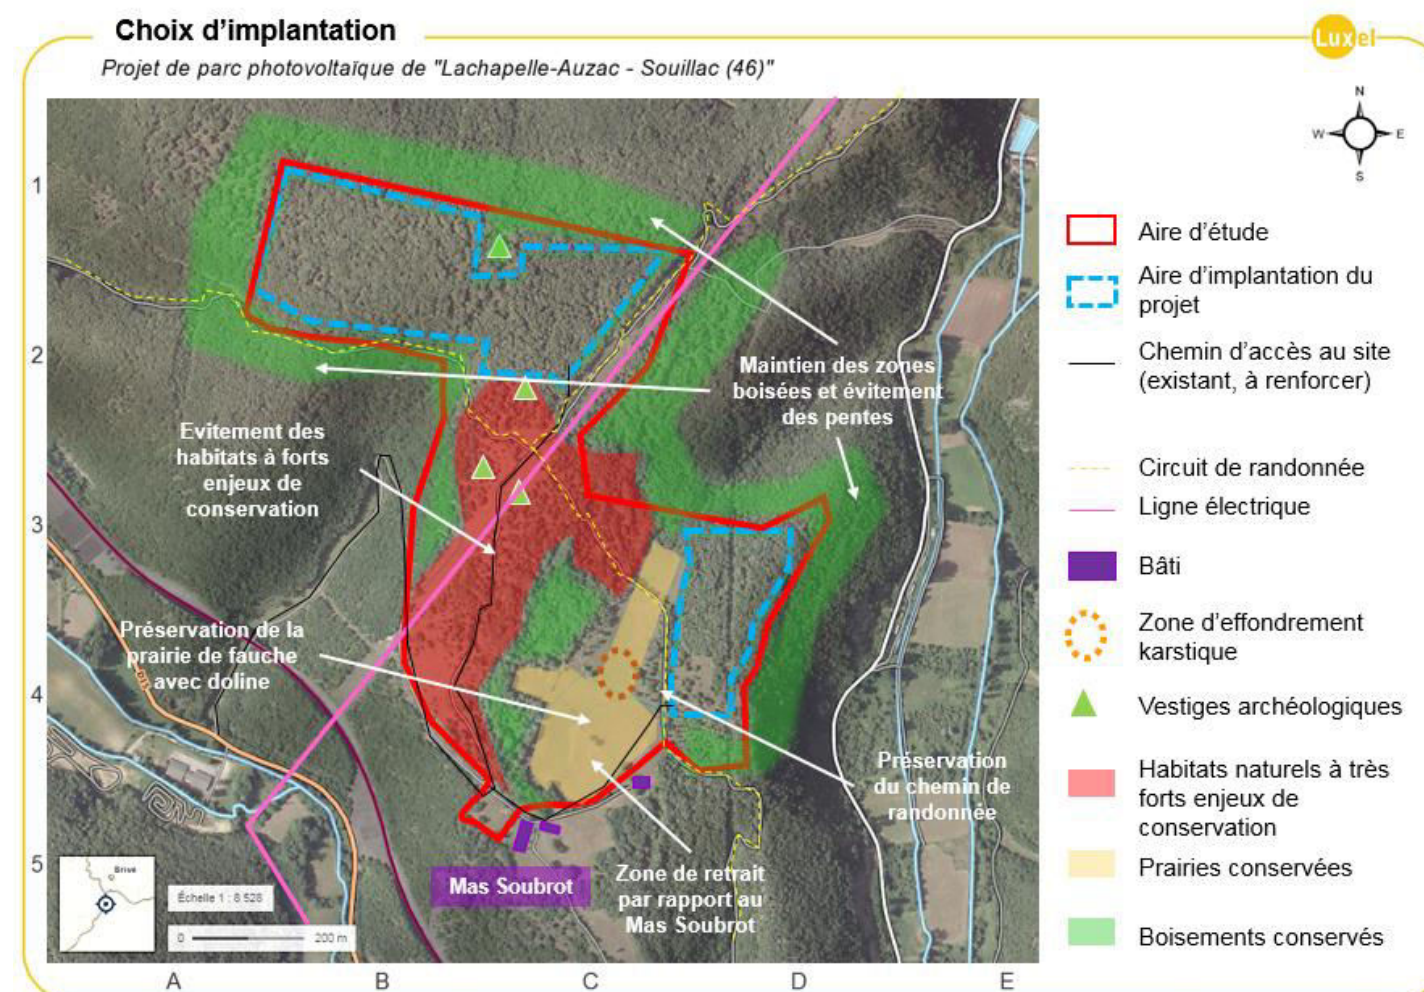 Choix d’implantation
Luxel
Projet de parc photovoltaïque de "Lachapelle-Auzac - Souillac (46)"
N
W
E
S
1
2
3
4
5
A
B
C
D
E
Maintien des zones
boisées et évitement
des pentes
Evitement des
habitats à forts
enjeux de
conservation
Préservation de la
prairie de fauche
avec doline
Préservation
du chemin de
randonnée
Mas Soubrot
Zone de retrait
par rapport au
Mas Soubrot
Brive
Échelle 1 : 8 528
0
200 m
Aire d’étude
Aire d’implantation du
projet
Chemin d’accès au site
(existant, à renforcer)
Circuit de randonnée
Ligne électrique
Bâti
Zone d’effondrement
karstique
Vestiges archéologiques
Habitats naturels à très
forts enjeux de
conservation
Prairies conservées
Boisements conservés